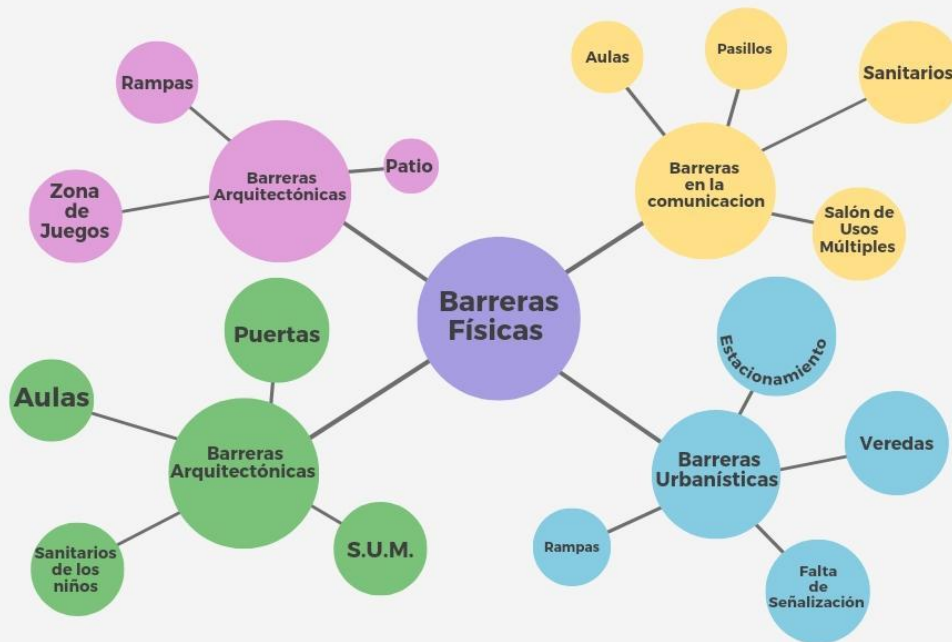 Barreras
Físicas
Barreras
Arquitectónicas
Rampas
Zona
de
Juegos
Patio
Barreras
en la
comunicacion
Aulas
Pasillos
Sanitarios
Salón de
Usos
Múltiples
Barreras
Arquitectónicas
Puertas
Aulas
Sanitarios
de los
niños
S.U.M.
Barreras
Urbanísticas
Estacionamiento
Veredas
Rampas
Falta
de
Señalización